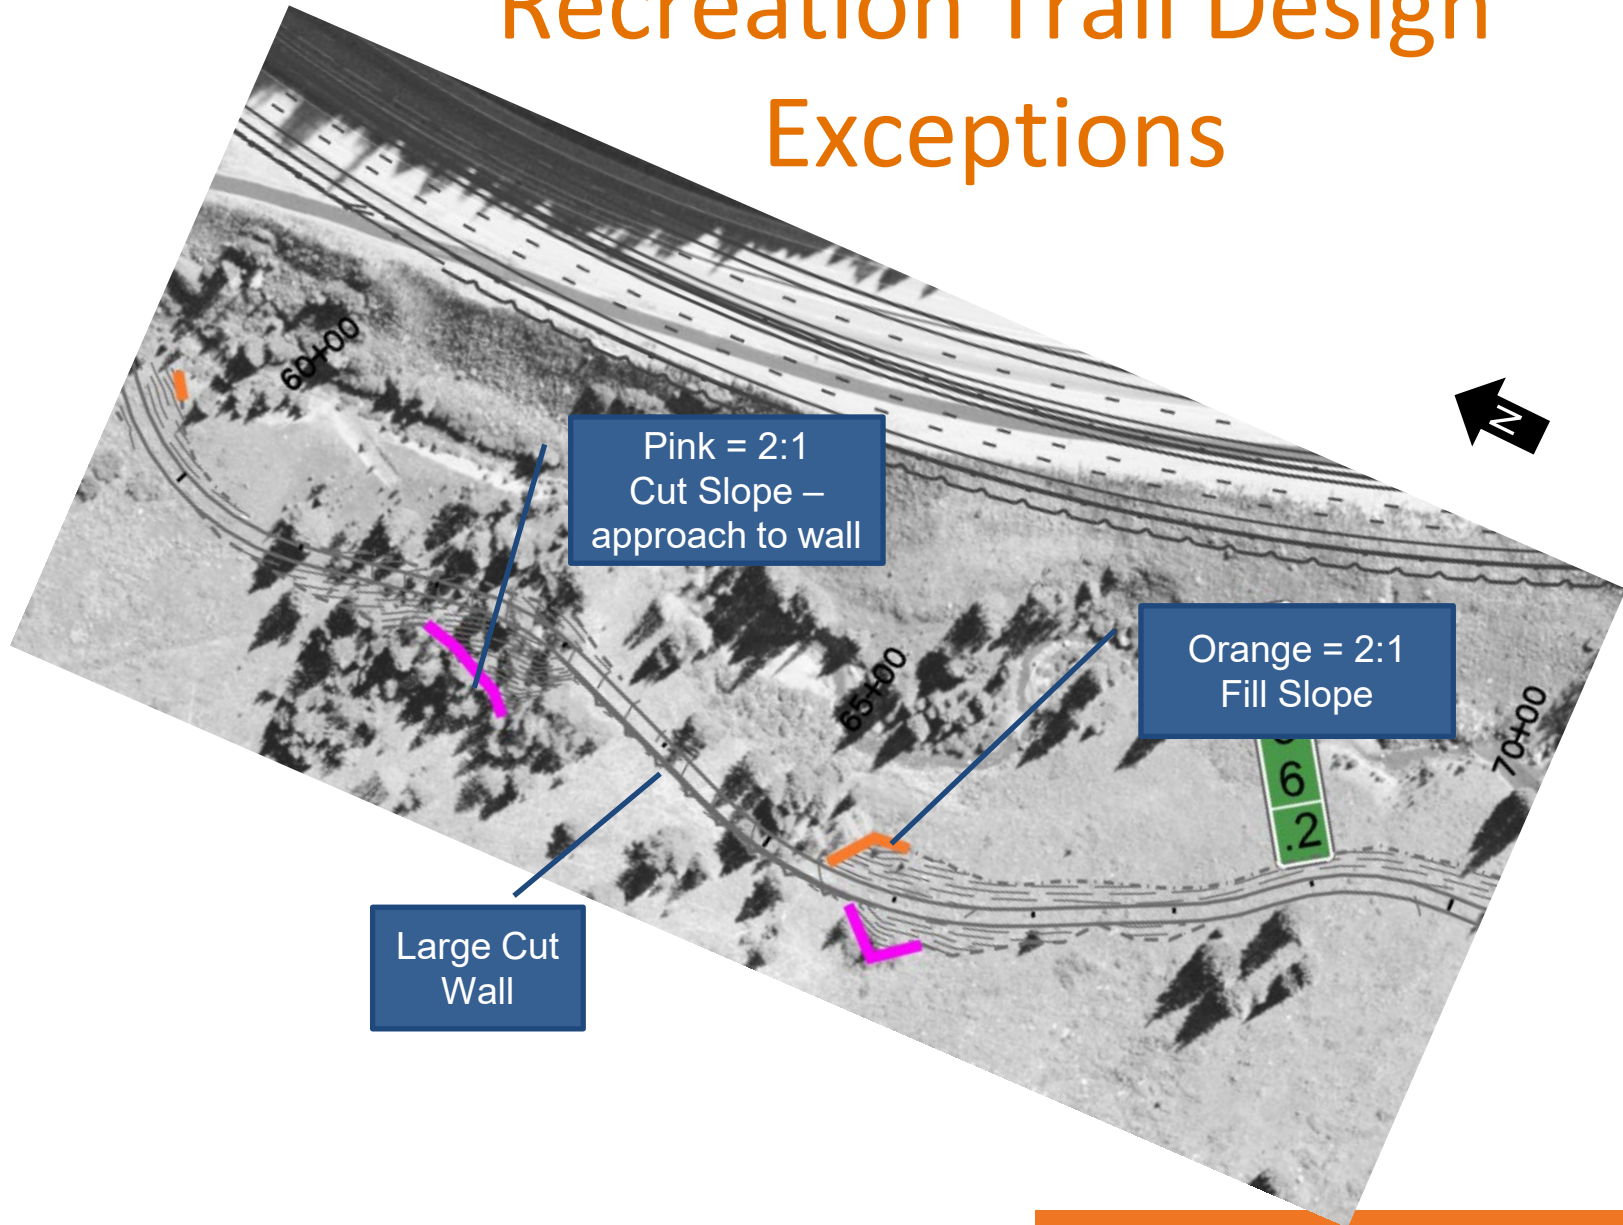 Recreation Trail Design
Exceptions
60+00
Pink = 2:1
Cut Slope –
approach to wall
N
Orange = 2:1
Fill Slope
65+00
70+00
6
.2
Large Cut
Wall